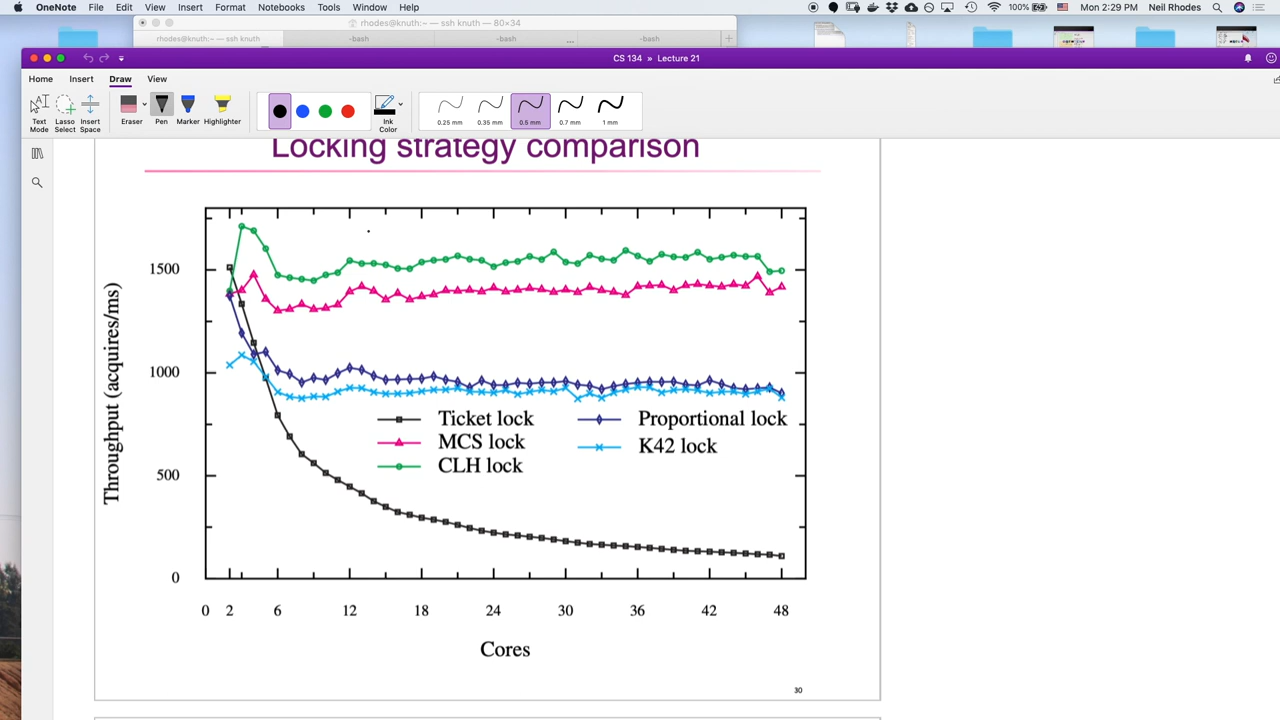 OneNote File Edit View Insert Format Notebooks Tools Window Help 100% Mon 2:29 PM Neil Rhodes
rhodes@knuth:~ — ssh knuth — 80×34
rhodes@knuth:~ — ssh knuth -bash -bash ... -bash +
CS 134 » Lecture 21
Home Insert Draw View
Text Mode Lasso Select Insert Space Eraser Pen Marker Highlighter Ink Color 0.25 mm 0.35 mm 0.5 mm 0.7 mm 1 mm
Locking strategy comparison
Throughput (acquires/ms)
1500
1000
500
0
Ticket lock Proportional lock
MCS lock K42 lock
CLH lock
0 2 6 12 18 24 30 36 42 48
Cores
30